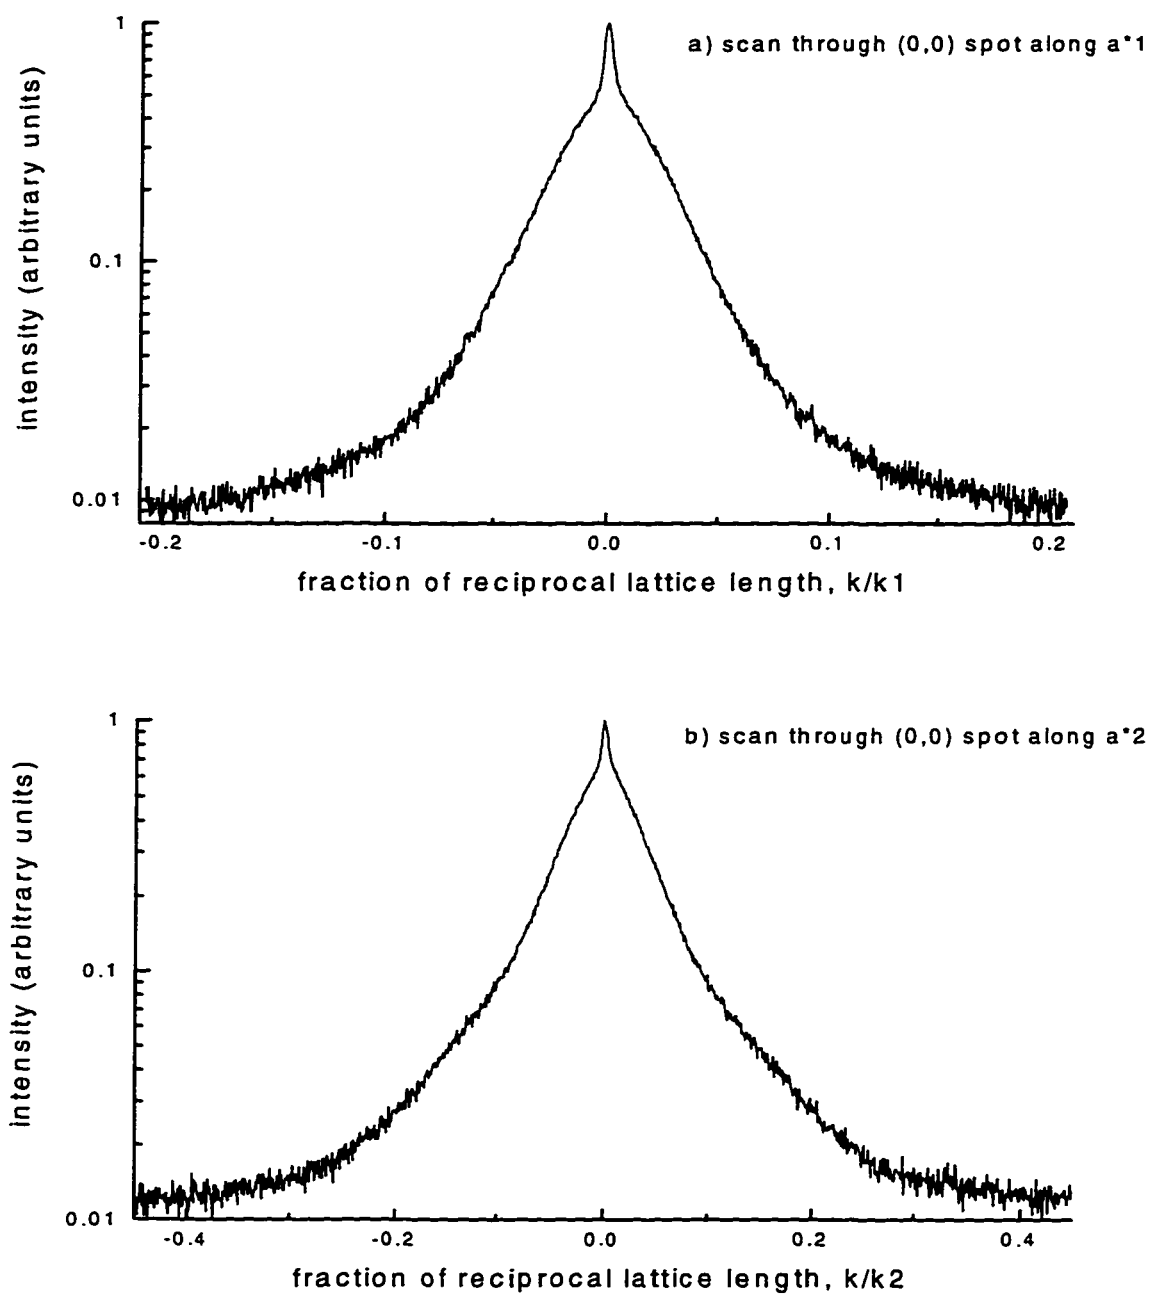 a) scan through (0,0) spot along a*1
intensity (arbitrary units)
1
0.1
0.01
-0.2 -0.1 0.0 0.1 0.2
fraction of reciprocal lattice length, k/k1
b) scan through (0,0) spot along a*2
intensity (arbitrary units)
1
0.1
0.01
-0.4 -0.2 0.0 0.2 0.4
fraction of reciprocal lattice length, k/k2